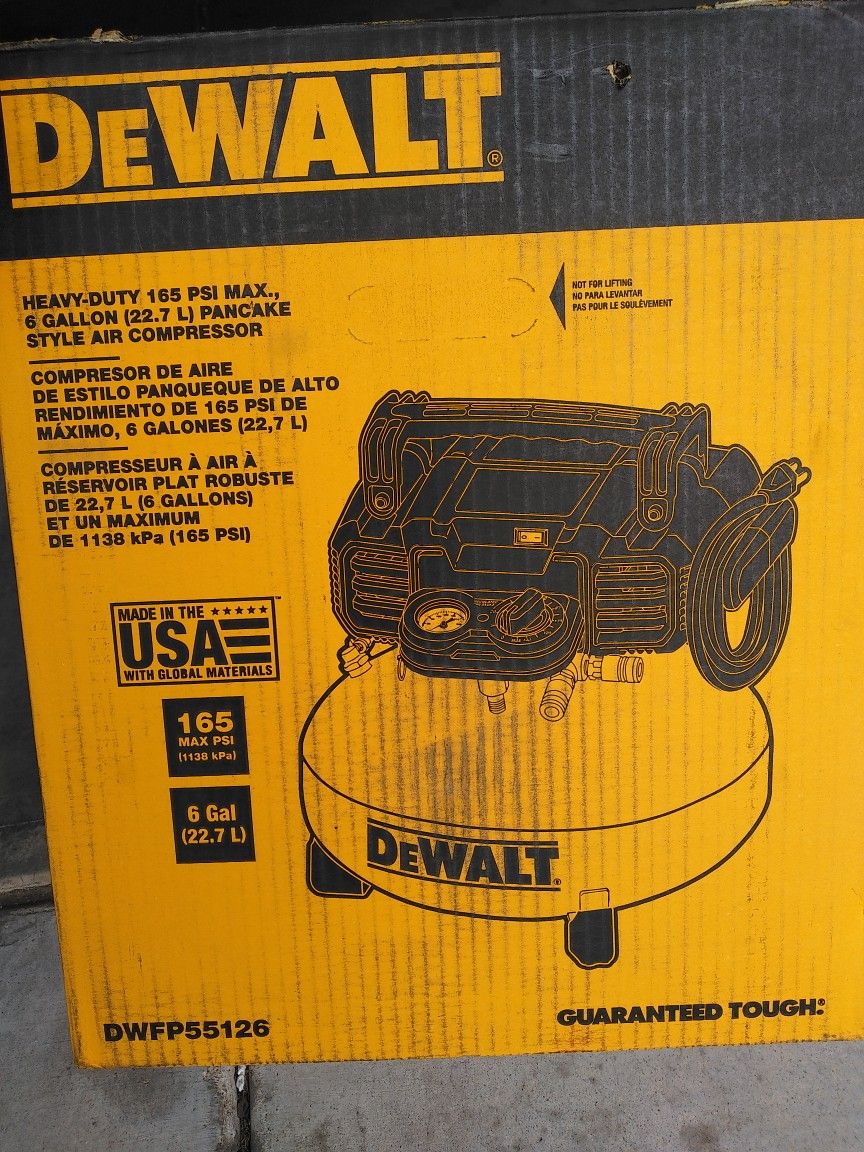 DEWALT®
HEAVY-DUTY 165 PSI MAX.,
6 GALLON (22.7 L) PANCAKE
STYLE AIR COMPRESSOR
NOT FOR LIFTING
NO PARA LEVANTAR
PAS POUR LE SOULÈVEMENT
COMPRESOR DE AIRE
DE ESTILO PANQUEQUE DE ALTO
RENDIMIENTO DE 165 PSI DE
MÁXIMO, 6 GALONES (22,7 L)
COMPRESSEUR À AIR À
RÉSERVOIR PLAT ROBUSTE
DE 22,7 L (6 GALLONS)
ET UN MAXIMUM
DE 1138 kPa (165 PSI)
MADE IN THE ★★★★★
USA
WITH GLOBAL MATERIALS
165
MAX PSI
(1138 kPa)
6 Gal
(22.7 L)
DEWALT®
DWFP55126
GUARANTEED TOUGH.®